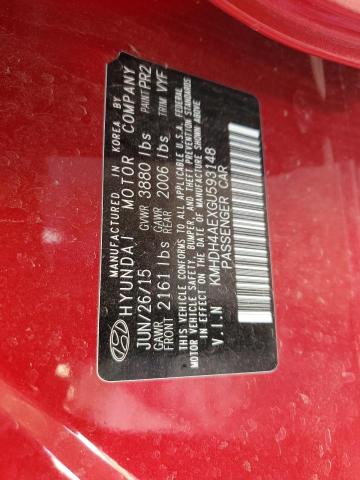 MANUFACTURED IN KOREA, BY
HYUNDAI MOTOR COMPANY
JUN/26/15 GVWR 3880 lbs PAINT PR2
GAWR FRONT 2161 lbs GAWR REAR 2006 lbs TRIM VYF
THIS VEHICLE CONFORMS TO ALL APPLICABLE U.S.A. FEDERAL
MOTOR VEHICLE SAFETY, BUMPER, AND THEFT PREVENTION STANDARDS
IN EFFECT ON THE DATE OF MANUFACTURE SHOWN ABOVE
V.I.N KMHDH4AEXGU593148
PASSENGER CAR